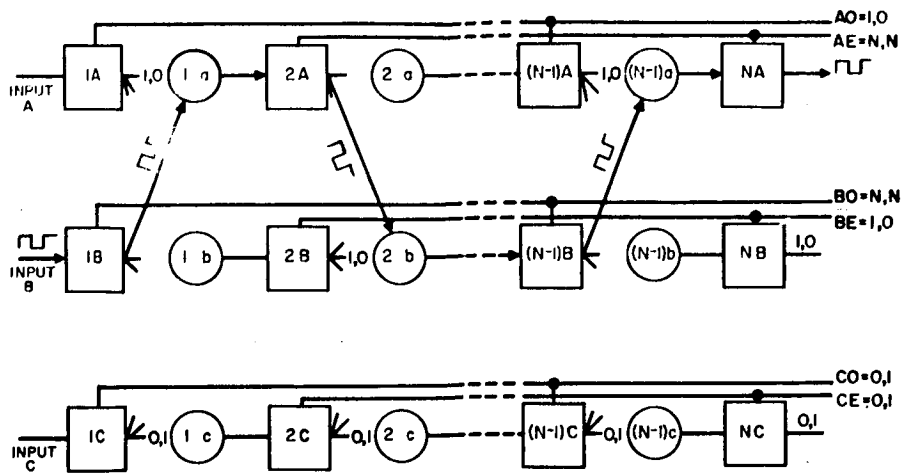 AO=1,0
AE=N,N
1A 1,0 1 a 2A 2 a (N-1)A 1,0 (N-1)a NA
INPUT
A
BO=N,N
BE=1,0
1B 1 b 2B 1,0 2 b (N-1)B (N-1)b NB 1,0
INPUT
B
CO=0,1
CE=0,1
1C 0,1 1 c 2C 0,1 2 c (N-1)C 0,1 (N-1)c NC 0,1
INPUT
C